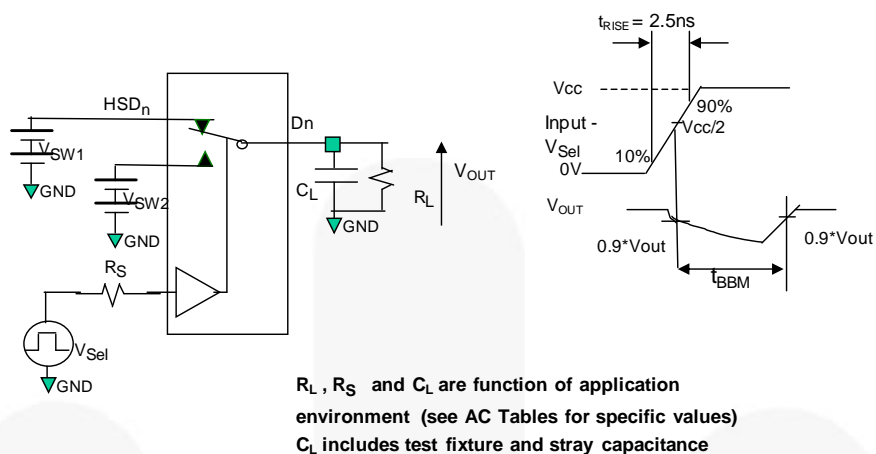 HSDn
Dn
VSW1
GND
VSW2
GND
CL
RL
VOUT
GND
RS
VSel
GND
tRISE = 2.5ns
Vcc
90%
Input -
VSel
Vcc/2
10%
0V
VOUT
0.9*Vout
0.9*Vout
tBBM
RL , RS and CL are function of application
environment (see AC Tables for specific values)
CL includes test fixture and stray capacitance